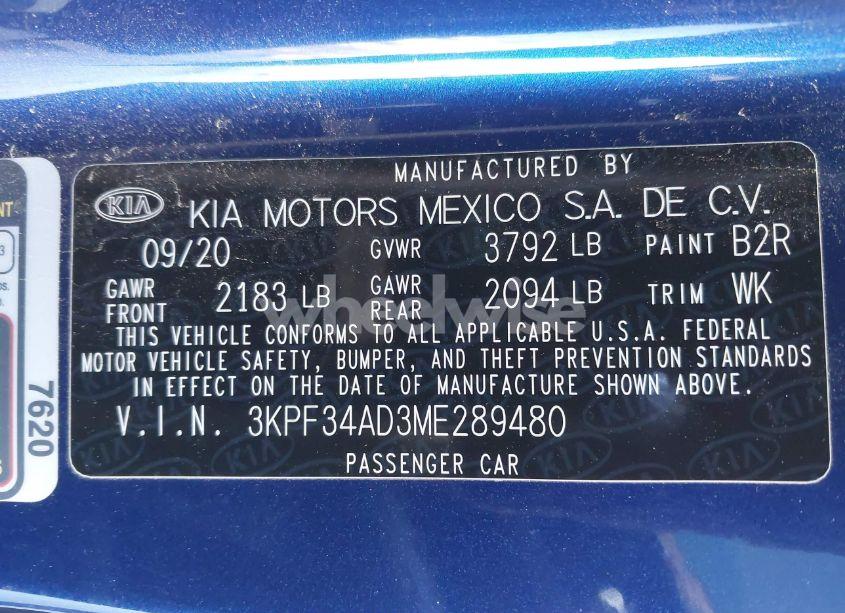 MANUFACTURED BY
KIA KIA MOTORS MEXICO S.A. DE C.V.
09/20 GVWR 3792 LB PAINT B2R
GAWR FRONT 2183 LB GAWR REAR 2094 LB TRIM WK
THIS VEHICLE CONFORMS TO ALL APPLICABLE U.S.A. FEDERAL
MOTOR VEHICLE SAFETY, BUMPER, AND THEFT PREVENTION STANDARDS
IN EFFECT ON THE DATE OF MANUFACTURE SHOWN ABOVE.
V.I.N. 3KPF34AD3ME289480
PASSENGER CAR
7620
wheelwise